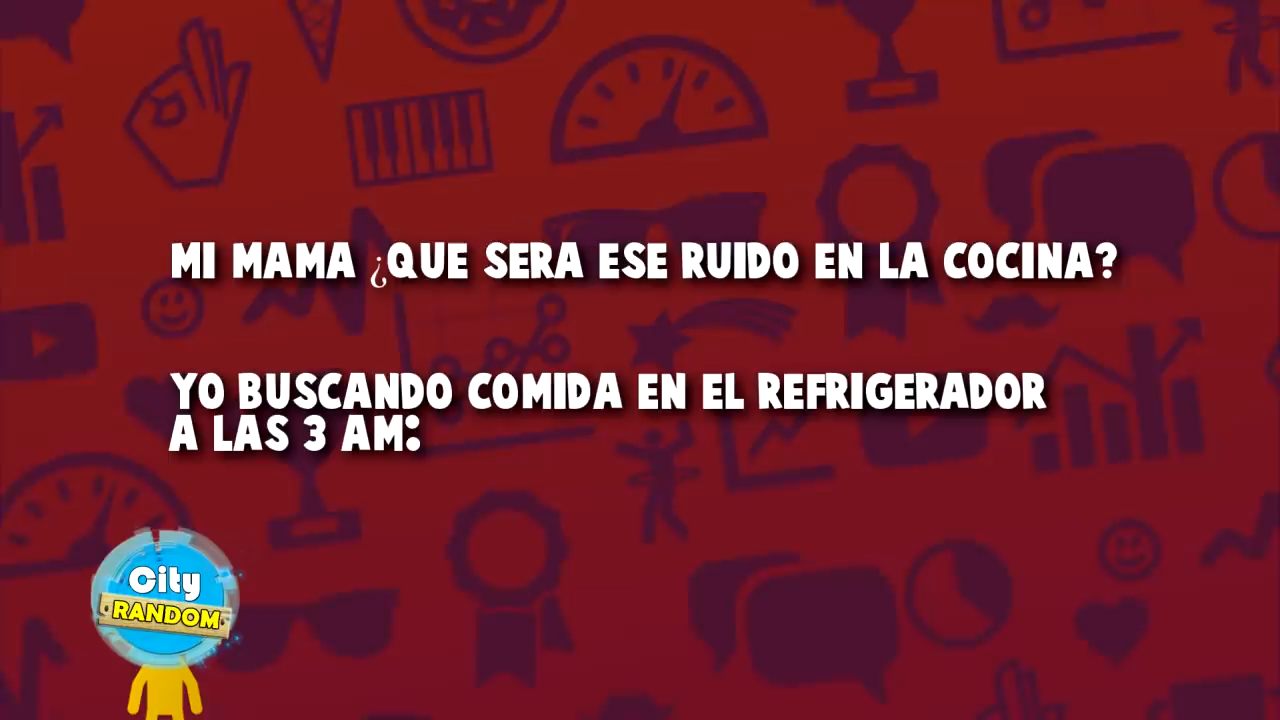 MI MAMA ¿QUE SERA ESE RUIDO EN LA COCINA?
YO BUSCANDO COMIDA EN EL REFRIGERADOR
A LAS 3 AM:
City
RANDOM